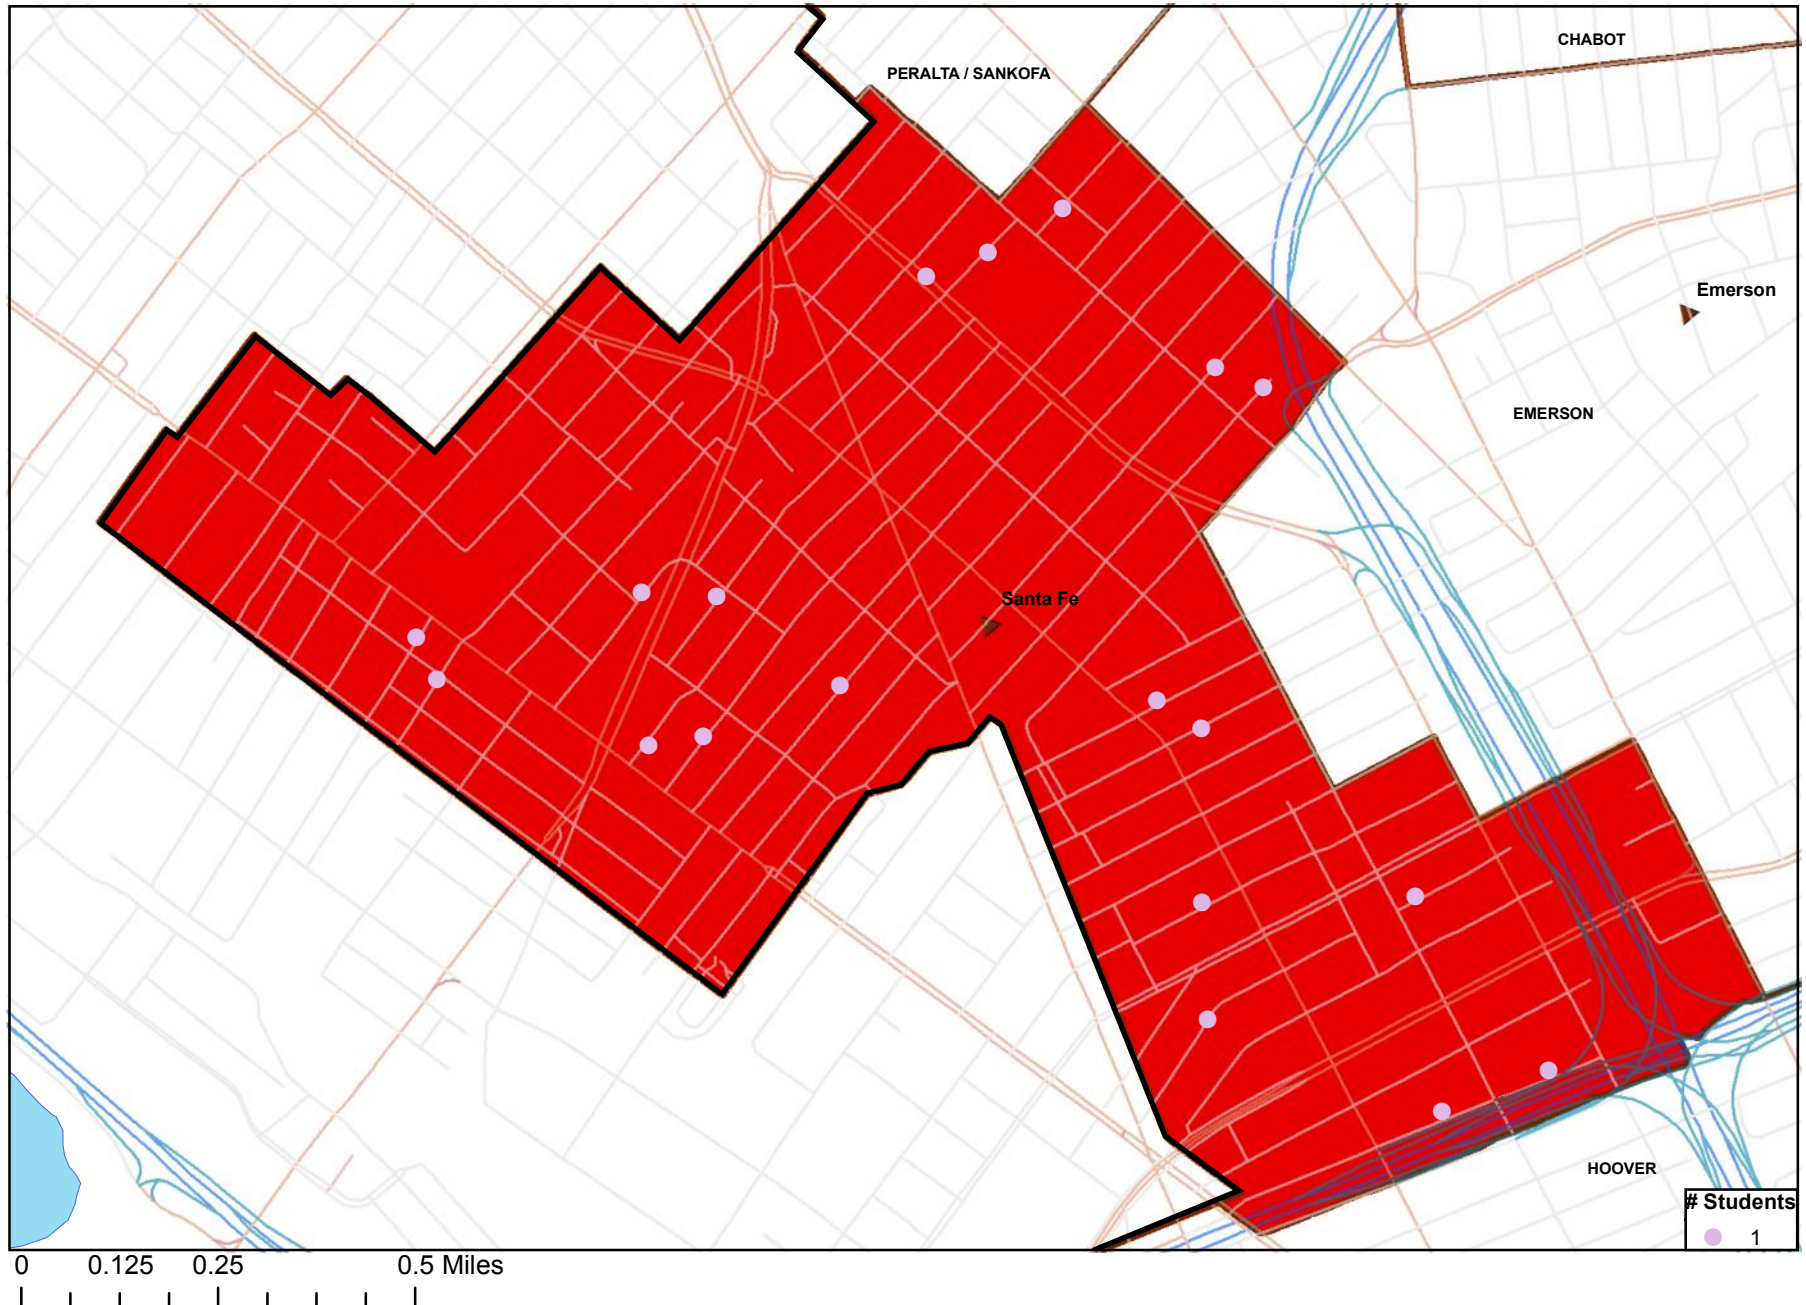 CHABOT
PERALTA / SANKOFA
Emerson
EMERSON
Santa Fe
HOOVER
# Students
1
0 0.125 0.25 0.5 Miles